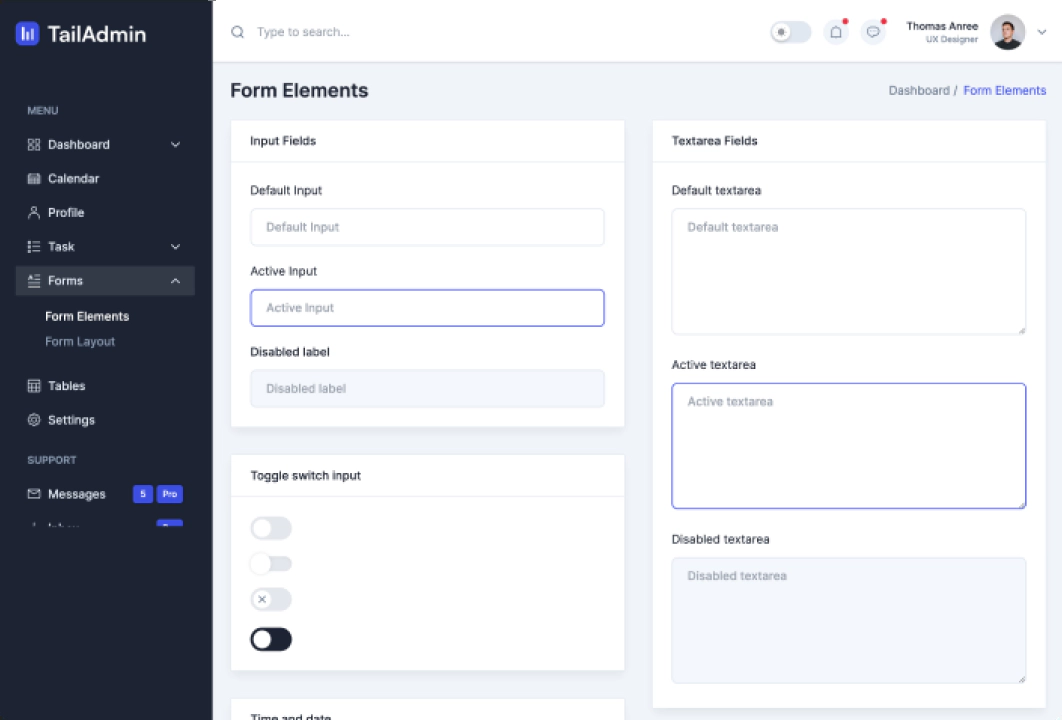 TailAdmin
Type to search...
Thomas Anree
UX Designer
MENU
Dashboard
Calendar
Profile
Task
Forms
Form Elements
Form Layout
Tables
Settings
SUPPORT
Messages 5 Pro
Form Elements
Dashboard / Form Elements
Input Fields
Default Input
Default Input
Active Input
Active Input
Disabled label
Disabled label
Toggle switch input
Time and date
Textarea Fields
Default textarea
Default textarea
Active textarea
Active textarea
Disabled textarea
Disabled textarea